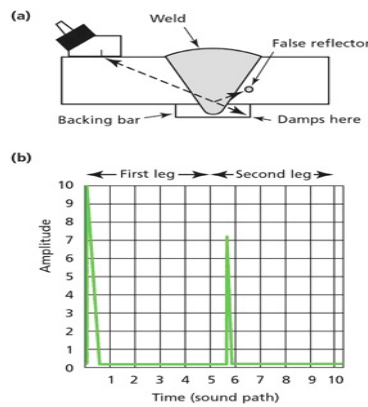 (a)
Weld
False reflector
Backing bar
Damps here
(b)
First leg
Second leg
10
9
8
7
6
5
4
3
2
1
0
Amplitude
1 2 3 4 5 6 7 8 9 10
Time (sound path)